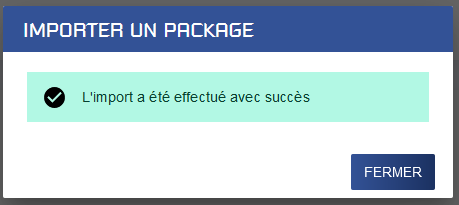 IMPORTER UN PACKAGE
L'import a été effectué avec succès
FERMER